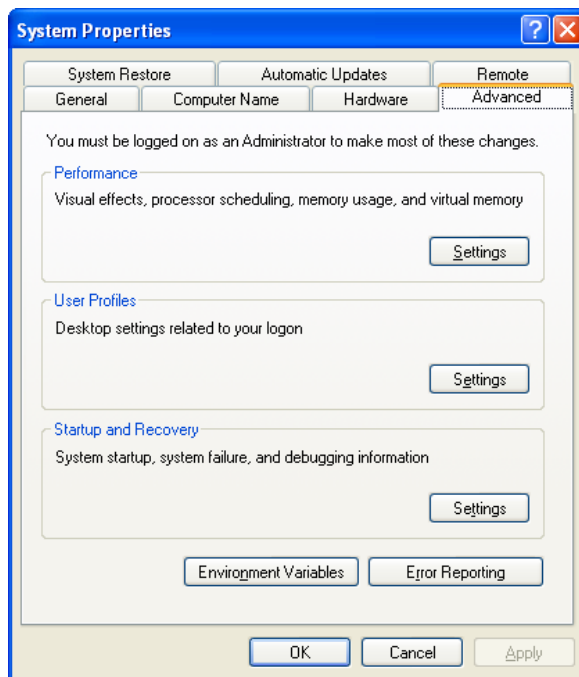 System Properties
System Restore Automatic Updates Remote
General Computer Name Hardware Advanced
You must be logged on as an Administrator to make most of these changes.
Performance
Visual effects, processor scheduling, memory usage, and virtual memory
Settings
User Profiles
Desktop settings related to your logon
Settings
Startup and Recovery
System startup, system failure, and debugging information
Settings
Environment Variables Error Reporting
OK Cancel Apply